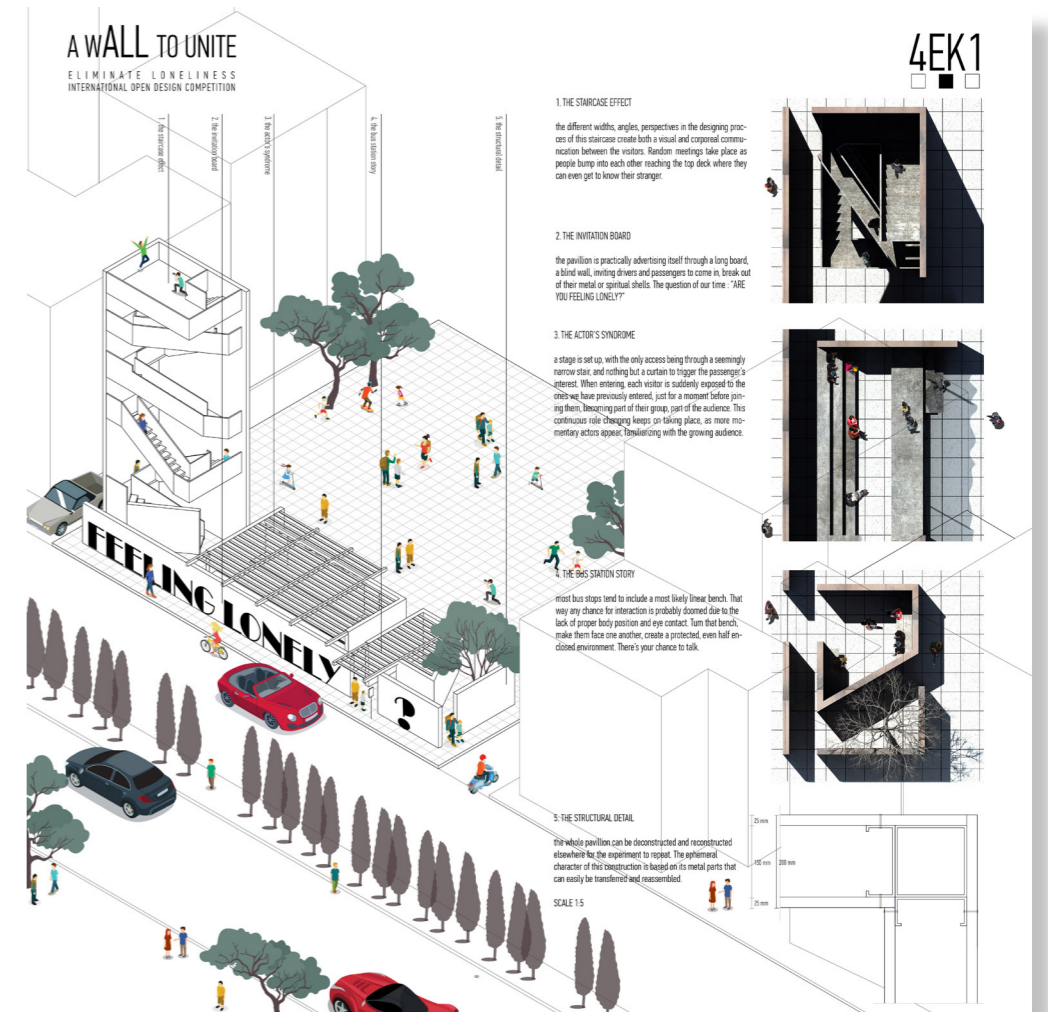 A wALL TO UNITE
ELIMINATE LONELINESS
INTERNATIONAL OPEN DESIGN COMPETITION
4EK1
1. the staircase effect
2. the invitation board
3. the actor's syndrome
4. the bus station story
5. the structural detail
1. THE STAIRCASE EFFECT
the different widths, angles, perspectives in the designing proc-
ces of this staircase create both a visual and corporeal commu-
nication between the visitors. Random meetings take place as
people bump into each other reaching the top deck where they
can even get to know their stranger.
2. THE INVITATION BOARD
the pavillion is practically advertising itself through a long board,
a blind wall, inviting drivers and passengers to come in, break out
of their metal or spiritual shells. The question of our time : "ARE
YOU FEELING LONELY?"
3. THE ACTOR'S SYNDROME
a stage is set up, with the only access being through a seemingly
narrow stair, and nothing but a curtain to trigger the passenger's
interest. When entering, each visitor is suddenly exposed to the
ones we have previously entered, just for a moment before join-
ing them, becoming part of their group, part of the audience. This
continuous role changing keeps on taking place, as more mo-
mentary actors appear, familiarizing with the growing audience.
4. THE BUS STATION STORY
most bus stops tend to include a most likely linear bench. That
way any chance for interaction is probably doomed due to the
lack of proper body position and eye contact. Turn that bench,
make them face one another, create a protected, even half en-
closed environment. There's your chance to talk.
5. THE STRUCTURAL DETAIL
the whole pavillion can be deconstructed and reconstructed
elsewhere for the experiment to repeat. The ephemeral
character of this construction is based on its metal parts that
can easily be transferred and reassembled.
SCALE 1:5
FEELING LONELY
?
NE
25 mm
150 mm
200 mm
25 mm